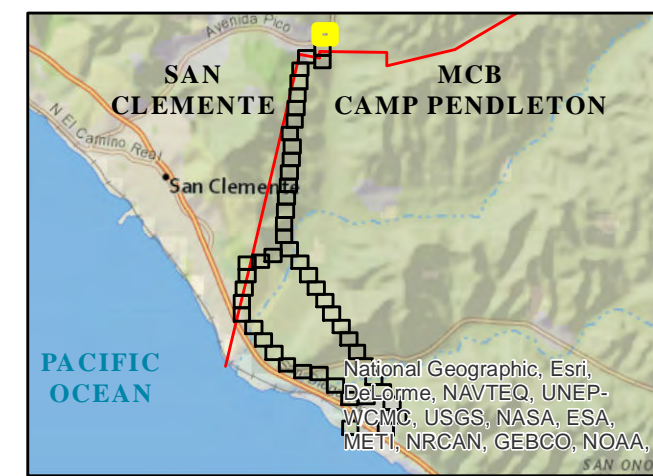 Avenida Pico
SAN
CLEMENTE
MCB
CAMP PENDLETON
N El Camino Real
San Clemente
PACIFIC
OCEAN
National Geographic, Esri,
DeLorme, NAVTEQ, UNEP-
WCMC, USGS, NASA, ESA,
METI, NRCAN, GEBCO, NOAA,
SAN ONO